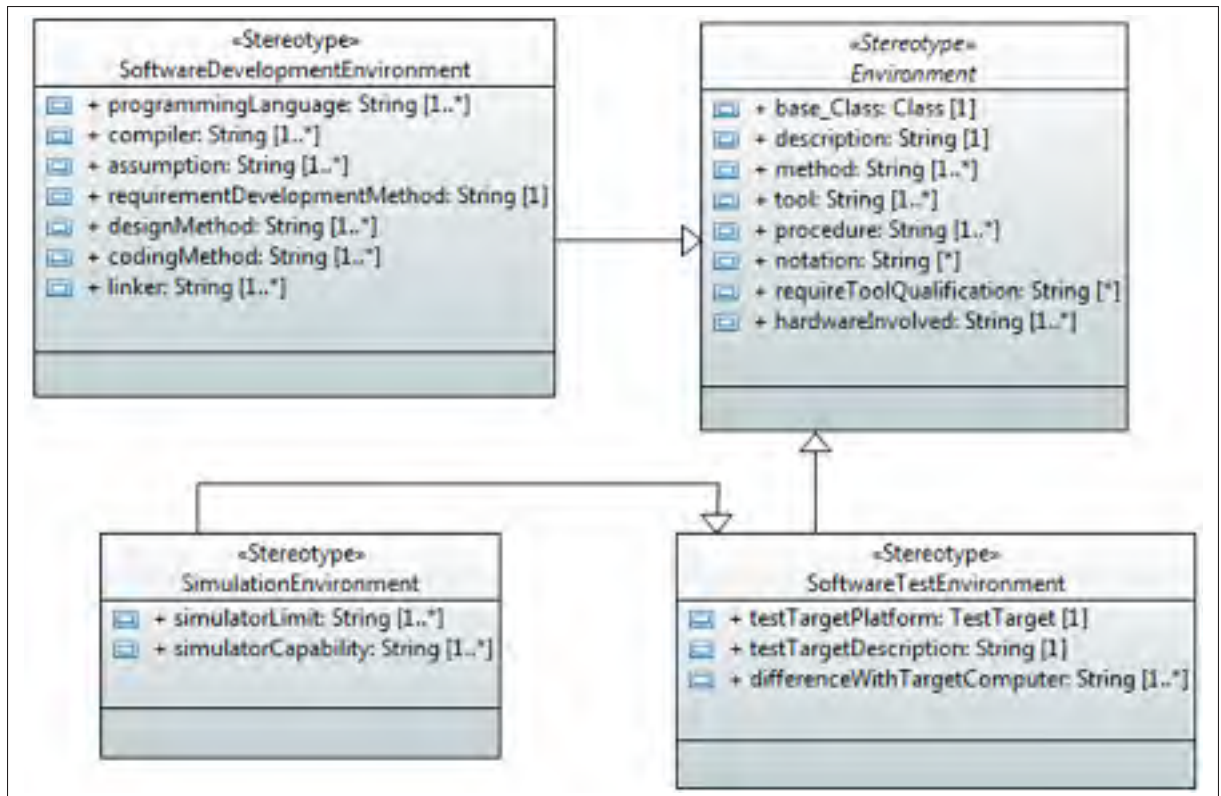 «Stereotype»
SoftwareDevelopmentEnvironment
+ programmingLanguage: String [1..*]
+ compiler: String [1..*]
+ assumption: String [1..*]
+ requirementDevelopmentMethod: String [1]
+ designMethod: String [1..*]
+ codingMethod: String [1..*]
+ linker: String [1..*]
«Stereotype»
Environment
+ base_Class: Class [1]
+ description: String [1]
+ method: String [1..*]
+ tool: String [1..*]
+ procedure: String [1..*]
+ notation: String [*]
+ requireToolQualification: String [*]
+ hardwareInvolved: String [1..*]
«Stereotype»
SimulationEnvironment
+ simulatorLimit: String [1..*]
+ simulatorCapability: String [1..*]
«Stereotype»
SoftwareTestEnvironment
+ testTargetPlatform: TestTarget [1]
+ testTargetDescription: String [1]
+ differenceWithTargetComputer: String [1..*]